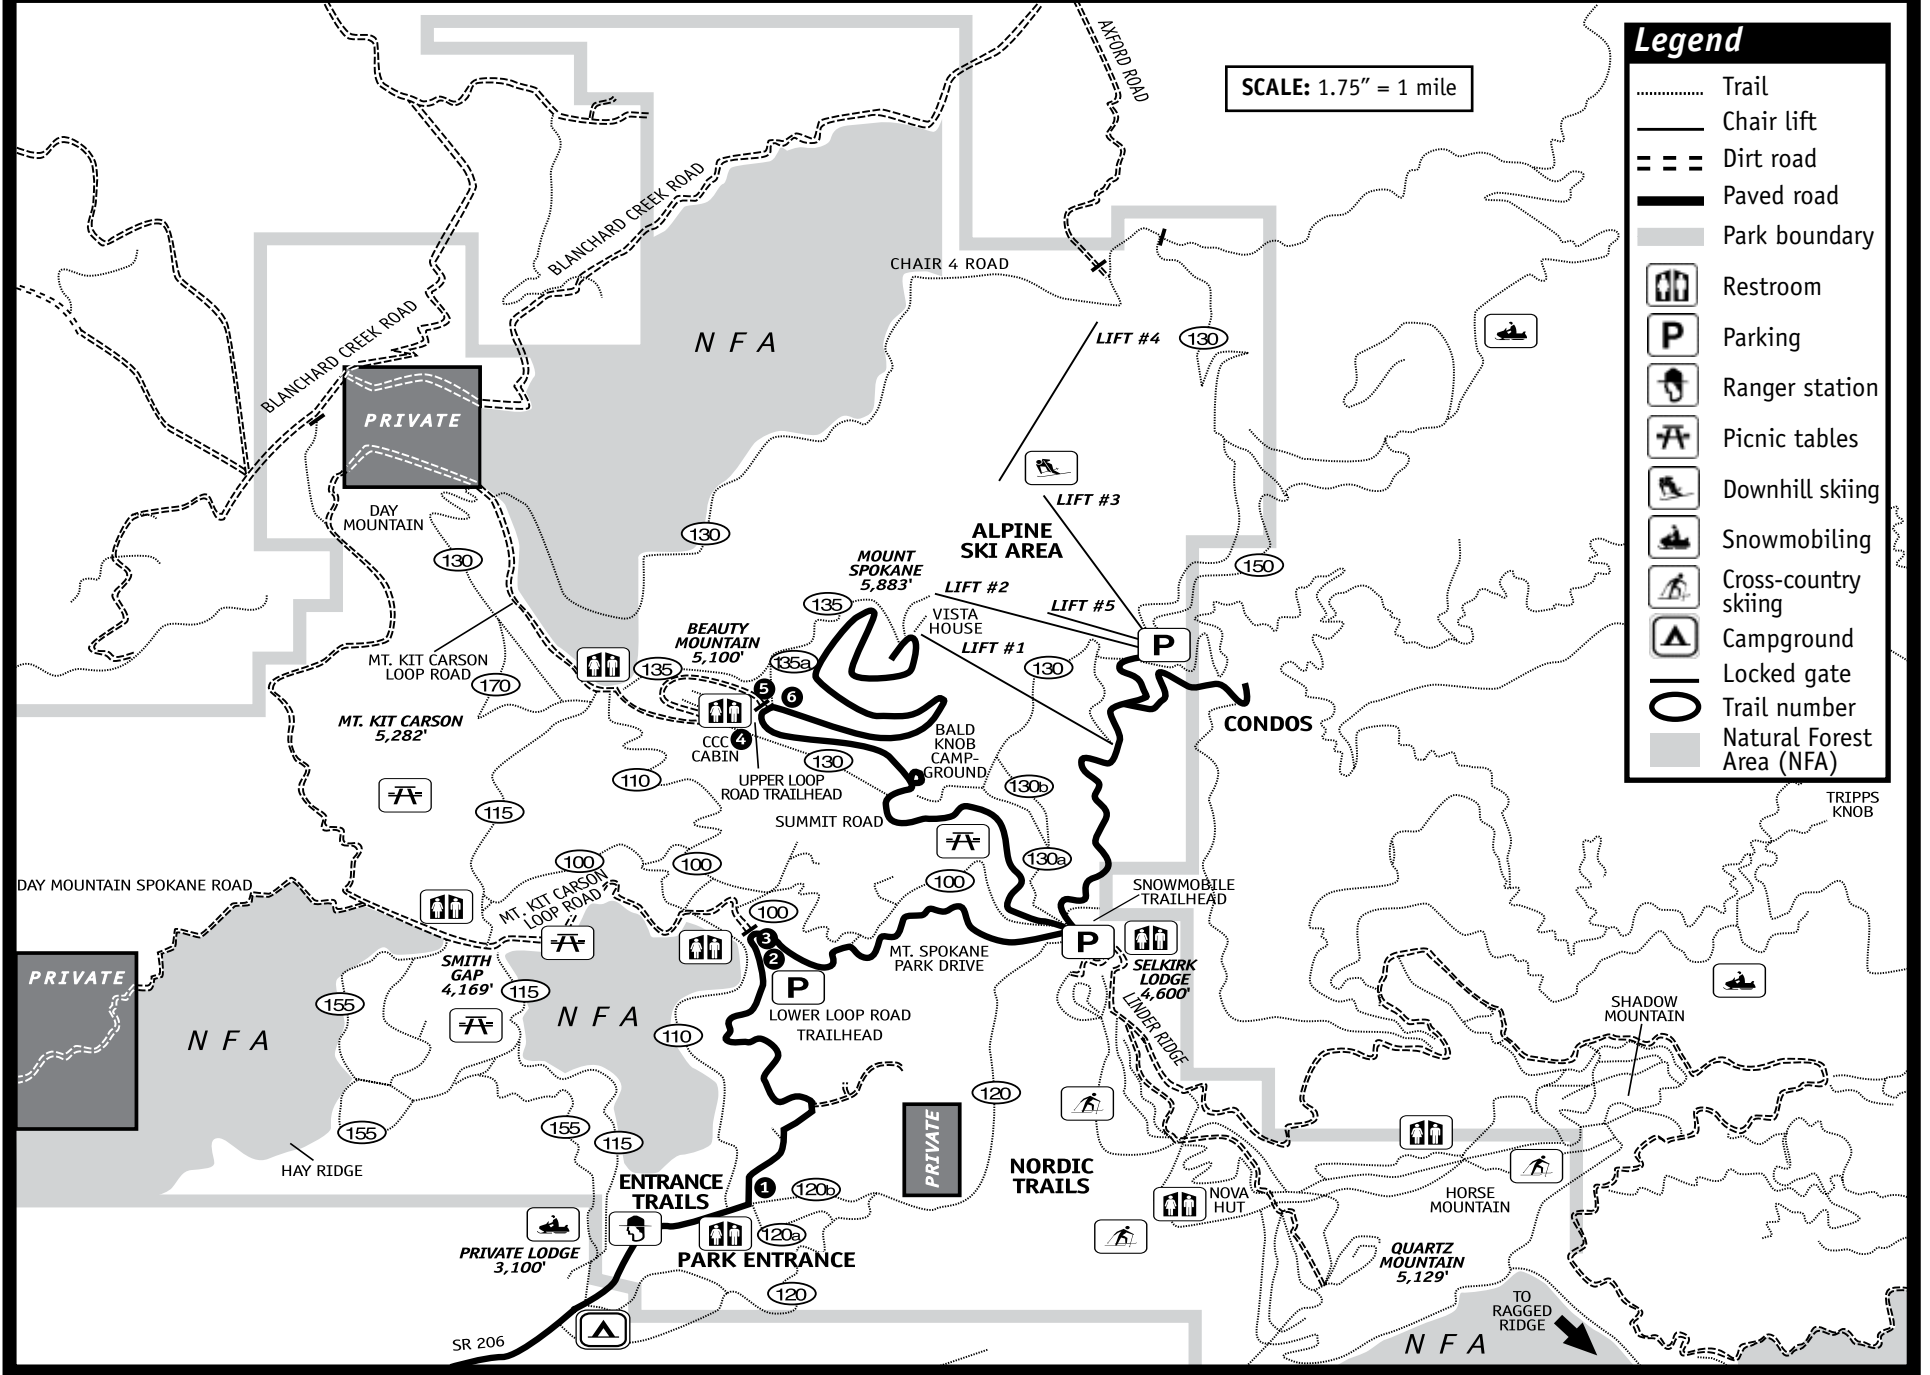 AXFORD ROAD
SCALE: 1.75″ = 1 mile
Legend
Trail
Chair lift
Dirt road
Paved road
Park boundary
Restroom
P
Parking
Ranger station
Picnic tables
Downhill skiing
Snowmobiling
Cross-country
skiing
Campground
Locked gate
Trail number
Natural Forest
Area (NFA)
BLANCHARD CREEK ROAD
BLANCHARD CREEK ROAD
CHAIR 4 ROAD
N F A
LIFT #4
130
PRIVATE
LIFT #3
DAY
MOUNTAIN
ALPINE
SKI AREA
130
130
MOUNT
SPOKANE
5,883'
150
LIFT #2
LIFT #5
135
VISTA
HOUSE
LIFT #1
BEAUTY
MOUNTAIN
5,100'
P
MT. KIT CARSON
LOOP ROAD
135
135a
130
170
5
6
MT. KIT CARSON
5,282'
CONDOS
CCC
CABIN
4
BALD
KNOB
CAMP-
GROUND
130
110
UPPER LOOP
ROAD TRAILHEAD
130b
115
SUMMIT ROAD
TRIPPS
KNOB
100
100
130a
100
DAY MOUNTAIN SPOKANE ROAD
MT. KIT CARSON
LOOP ROAD
SNOWMOBILE
TRAILHEAD
100
3
2
P
MT. SPOKANE
PARK DRIVE
SMITH
GAP
4,169'
SELKIRK
LODGE
4,600'
PRIVATE
115
155
P
LINDER RIDGE
SHADOW
MOUNTAIN
N F A
N F A
LOWER LOOP ROAD
TRAILHEAD
110
120
155
155
115
PRIVATE
HAY RIDGE
ENTRANCE
TRAILS
1
120b
NORDIC
TRAILS
NOVA
HUT
HORSE
MOUNTAIN
120a
PRIVATE LODGE
3,100'
PARK ENTRANCE
QUARTZ
MOUNTAIN
5,129'
120
TO
RAGGED
RIDGE
SR 206
N F A